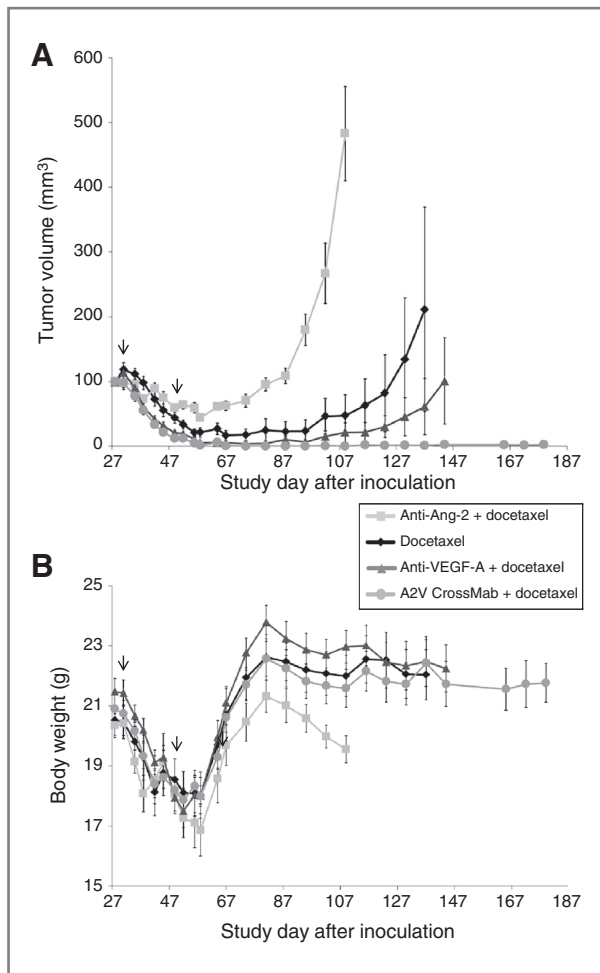 A
600
500
400
300
200
100
0
Tumor volume (mm³)
27 47 67 87 107 127 147 167 187
Study day after inoculation
Anti-Ang-2 + docetaxel
Docetaxel
Anti-VEGF-A + docetaxel
A2V CrossMab + docetaxel
B
25
23
21
19
17
15
Body weight (g)
27 47 67 87 107 127 147 167 187
Study day after inoculation